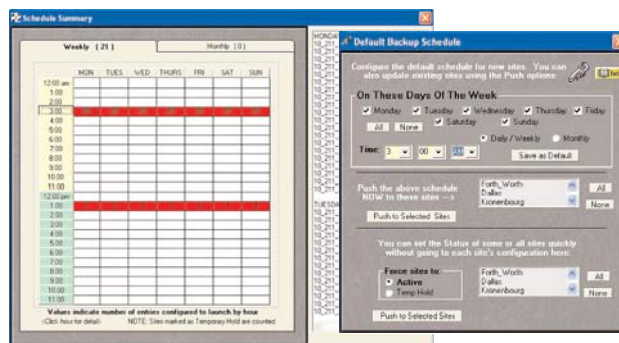 Schedule Summary
Weekly ( 21 )
Monthly ( 0 )
MON TUES WED THURS FRI SAT SUN
12:00 am
1:00
2:00
3:00
4:00
5:00
6:00
7:00
8:00
9:00
10:00
11:00
12:00 pm
1:00
2:00
3:00
4:00
5:00
6:00
7:00
8:00
9:00
10:00
11:00
Values indicate number of entries configured to launch by hour
<Click hour for detail>
NOTE: Sites marked as Temporary Hold are counted
MONDAY
TUESDA
Default Backup Schedule
Configure the default schedule for new sites. You can
also update existing sites using the Push options:
On These Days Of The Week
Monday Tuesday Wednesday Thursday Friday
Saturday Sunday
All None
Daily / Weekly Monthly
Time: 3 00 AM
Save as Default
Push the above schedule
NOW to these sites --->
Forth_Worth
Dallas
Kronenbourg
All
None
Push to Selected Sites
You can set the Status of some or all sites quickly
without going to each site's configuration here:
Force sites to:
Active
Temp Hold
Forth_Worth
Dallas
Kronenbourg
All
None
Push to Selected Sites